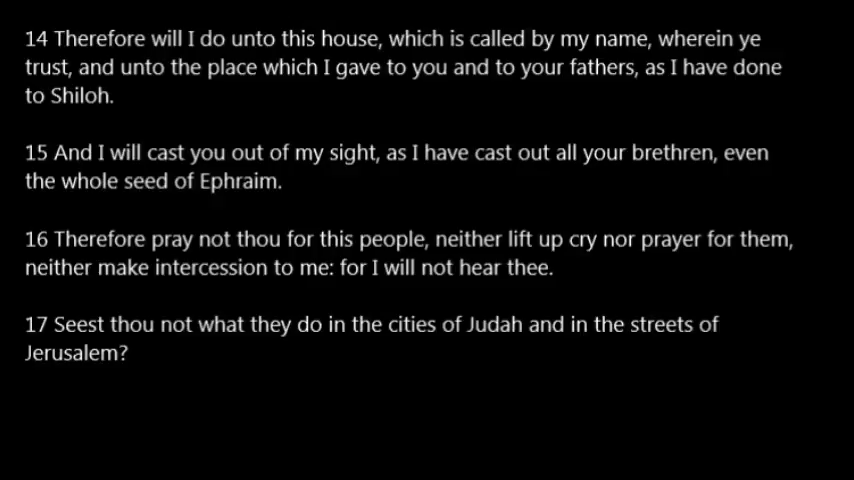 14 Therefore will I do unto this house, which is called by my name, wherein ye
trust, and unto the place which I gave to you and to your fathers, as I have done
to Shiloh.
15 And I will cast you out of my sight, as I have cast out all your brethren, even
the whole seed of Ephraim.
16 Therefore pray not thou for this people, neither lift up cry nor prayer for them,
neither make intercession to me: for I will not hear thee.
17 Seest thou not what they do in the cities of Judah and in the streets of
Jerusalem?